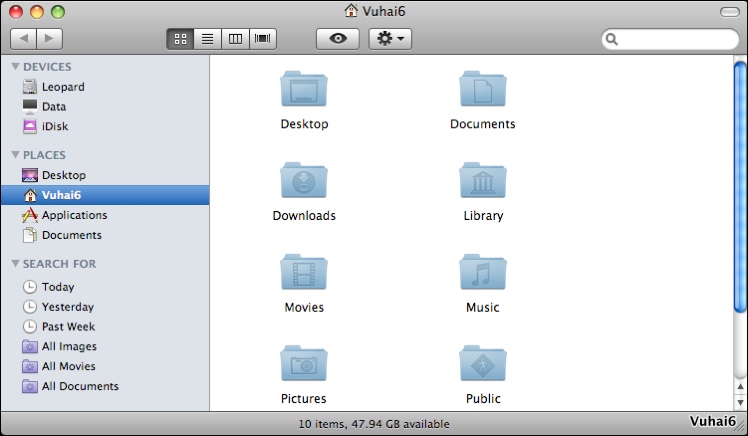 Vuhai6
DEVICES
Leopard
Data
iDisk
PLACES
Desktop
Vuhai6
Applications
Documents
SEARCH FOR
Today
Yesterday
Past Week
All Images
All Movies
All Documents
Desktop Documents
Downloads Library
Movies Music
Pictures Public
10 items, 47.94 GB available
Vuhai6